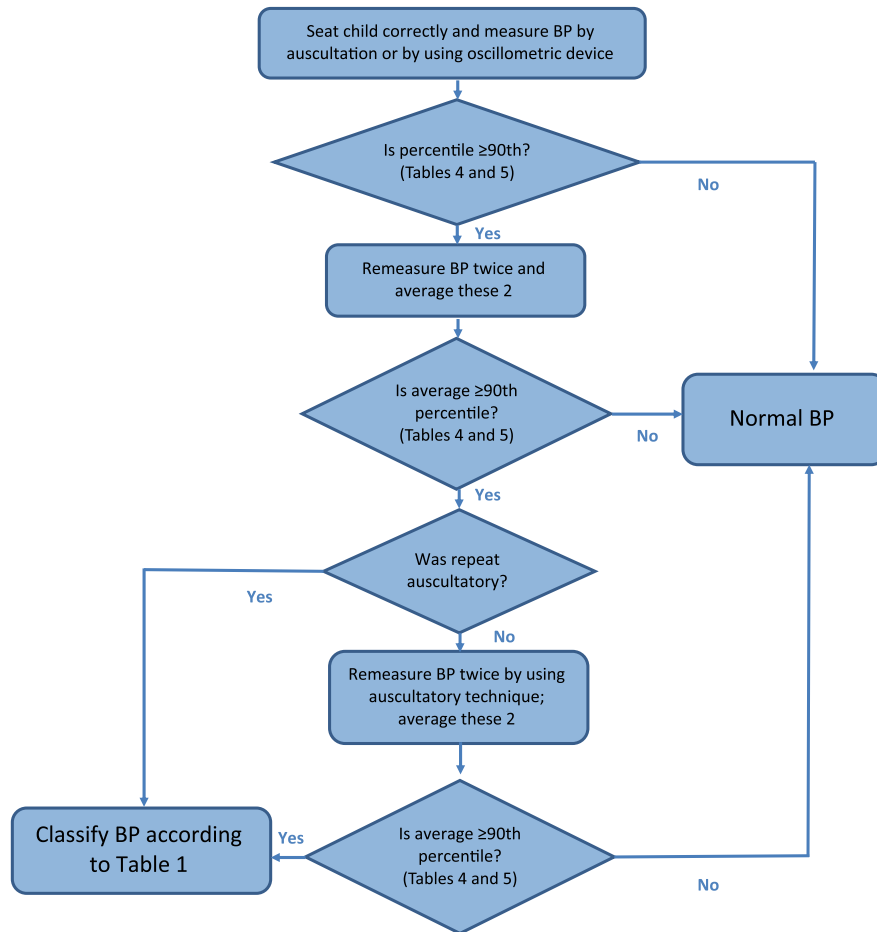 Seat child correctly and measure BP by
auscultation or by using oscillometric device
Is percentile ≥90th?
(Tables 4 and 5)
No
Yes
Remeasure BP twice and
average these 2
Is average ≥90th
percentile?
(Tables 4 and 5)
No
Normal BP
Yes
Was repeat
auscultatory?
Yes
No
Remeasure BP twice by using
auscultatory technique;
average these 2
Classify BP according
to Table 1
Yes
Is average ≥90th
percentile?
(Tables 4 and 5)
No